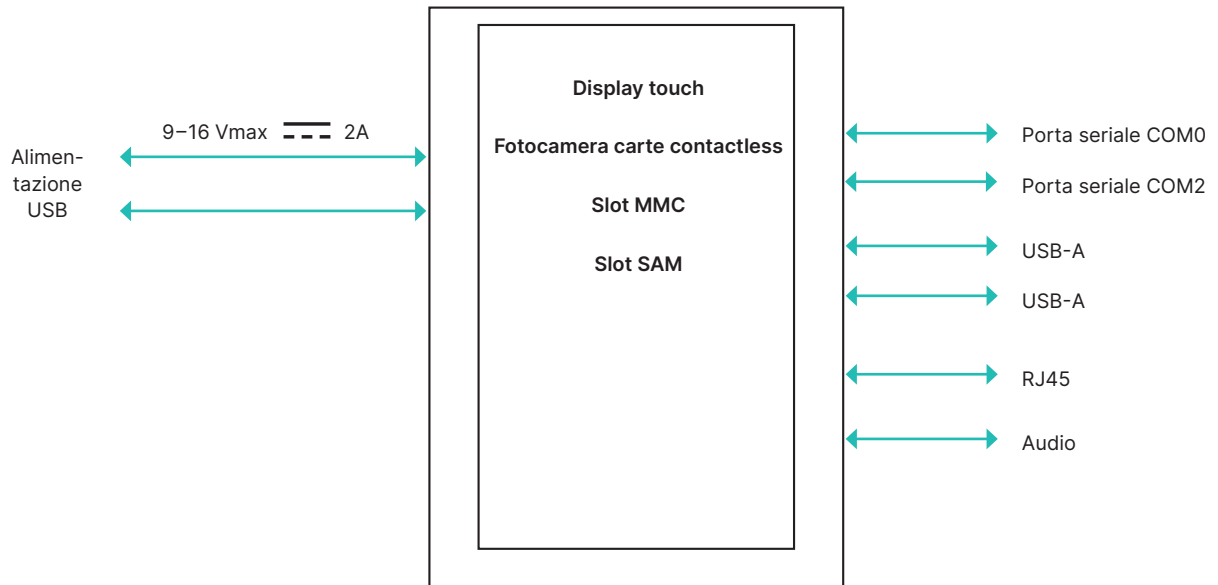 9–16 Vmax 2A
Alimen-
tazione
USB
Display touch
Fotocamera carte contactless
Slot MMC
Slot SAM
Porta seriale COM0
Porta seriale COM2
USB-A
USB-A
RJ45
Audio